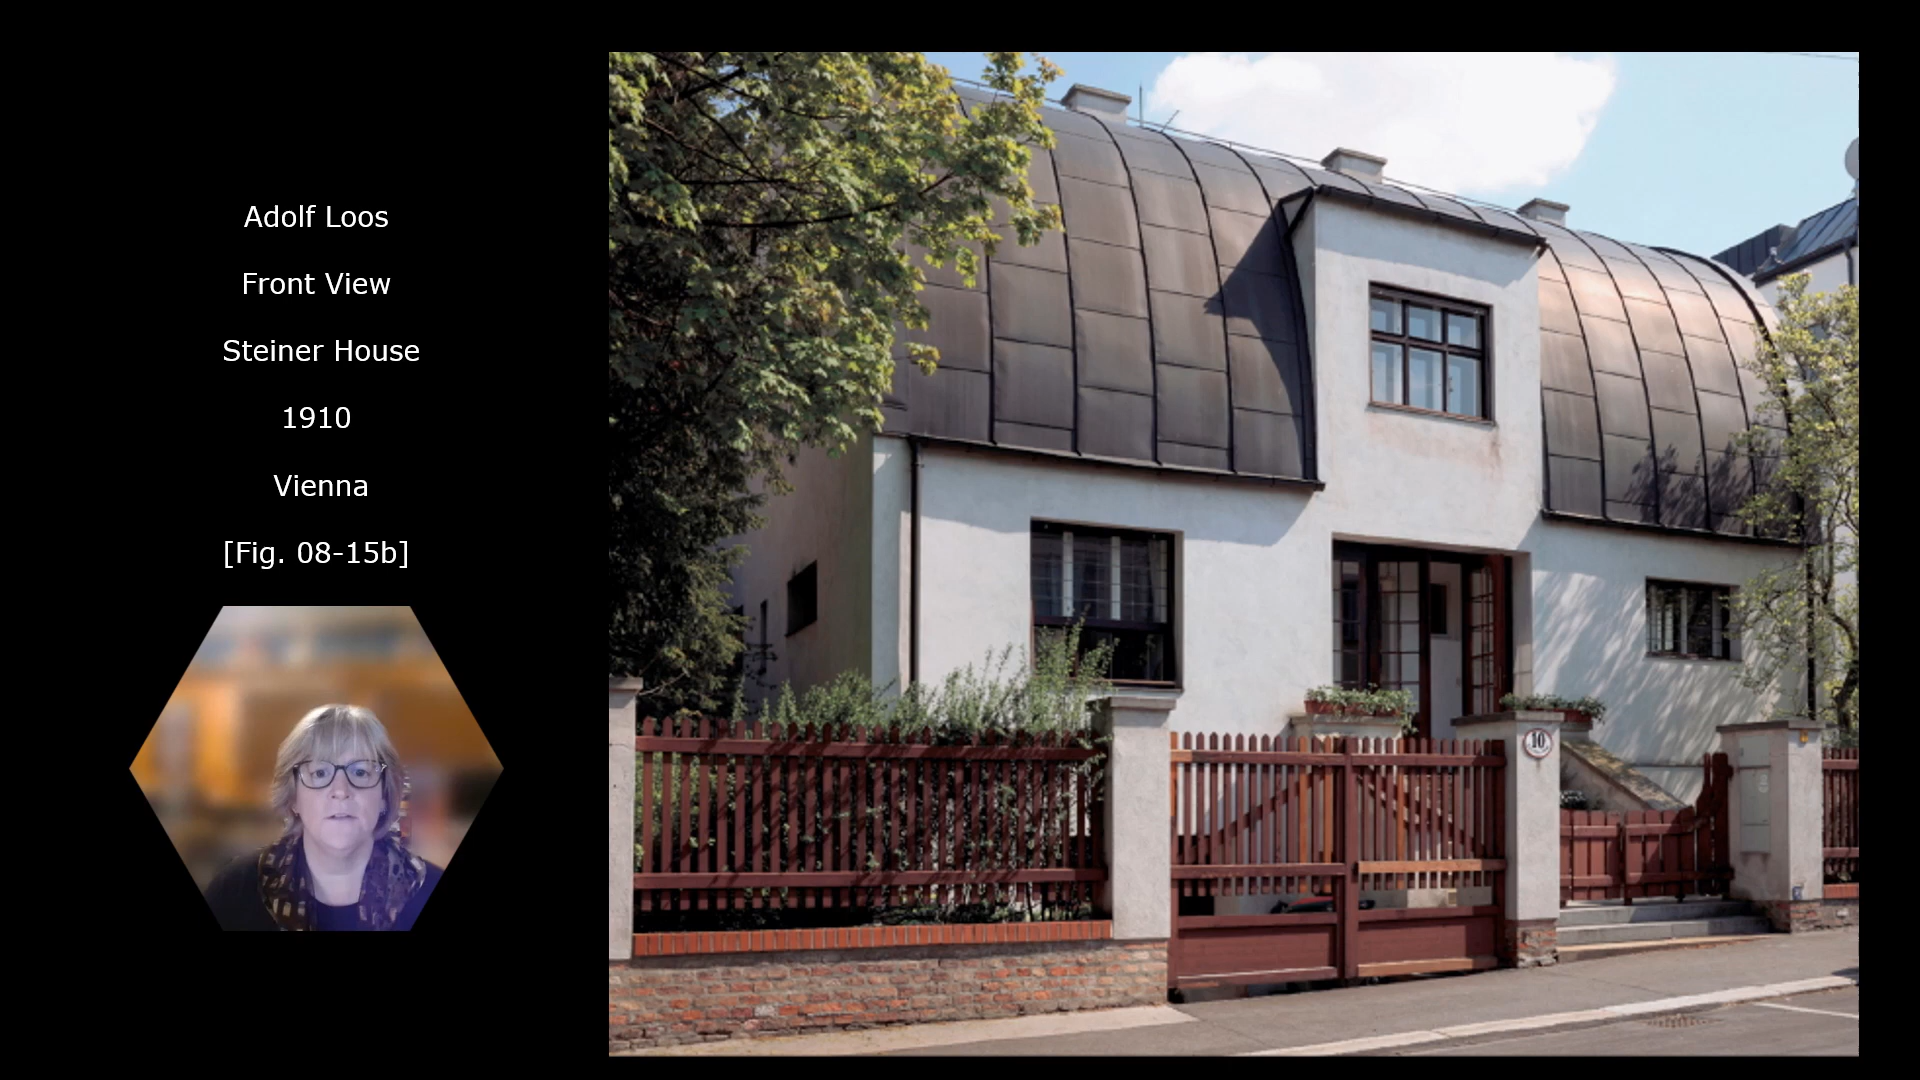 Adolf Loos
Front View
Steiner House
1910
Vienna
[Fig. 08-15b]
10